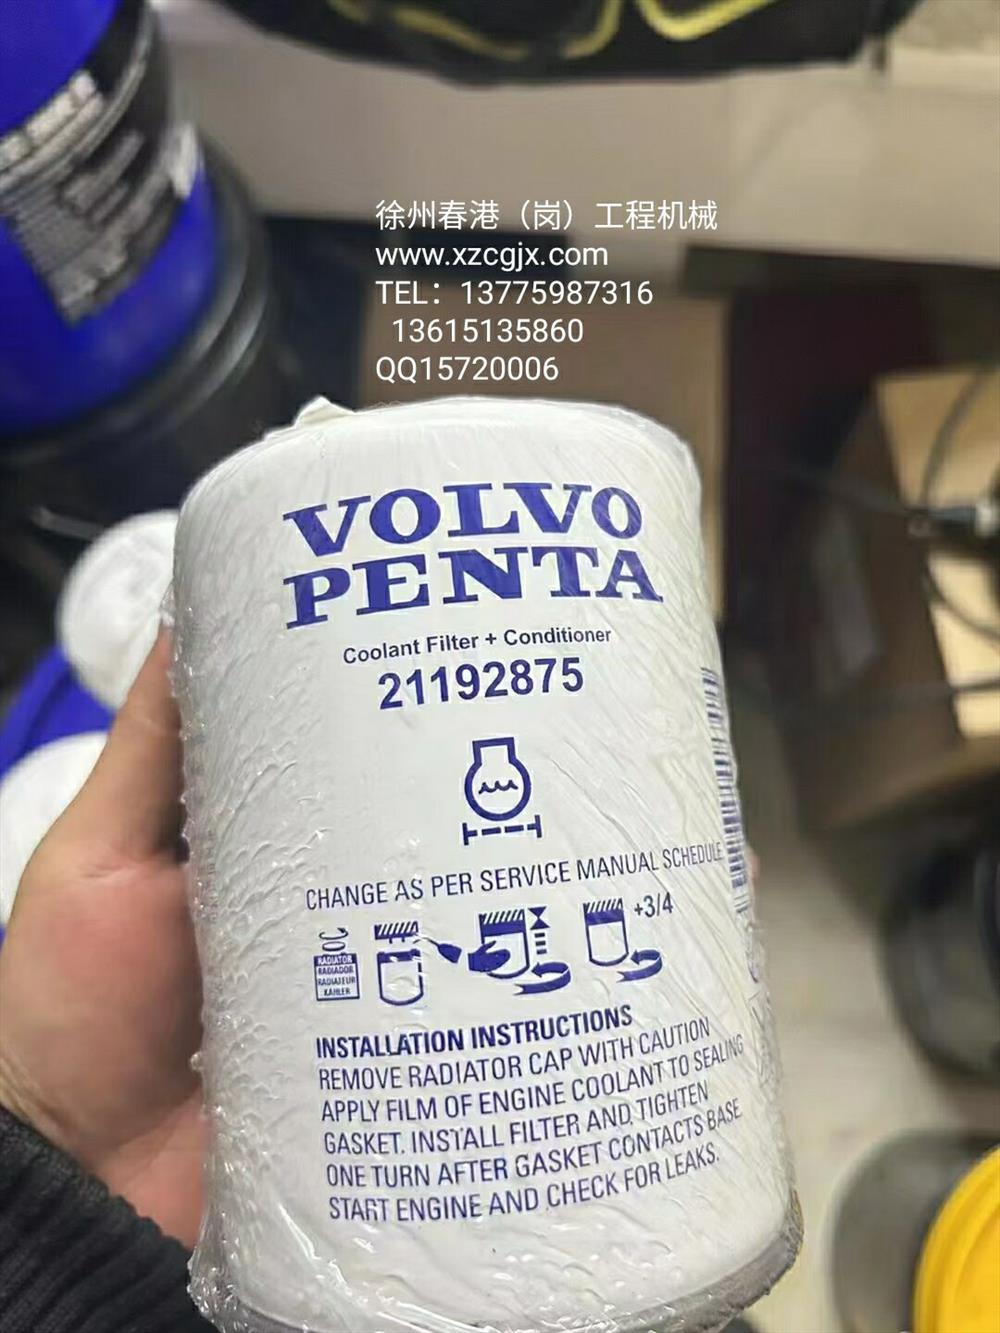 徐州春港（岗）工程机械
www.xzcgjx.com
TEL：13775987316
13615135860
QQ15720006
VOLVO
PENTA
Coolant Filter + Conditioner
21192875
CHANGE AS PER SERVICE MANUAL SCHEDULE
+3/4
RADIATOR
RADIADOR
RADIATEUR
KÄHLER
INSTALLATION INSTRUCTIONS
REMOVE RADIATOR CAP WITH CAUTION
APPLY FILM OF ENGINE COOLANT TO SEALING
GASKET. INSTALL FILTER AND TIGHTEN
ONE TURN AFTER GASKET CONTACTS BASE
START ENGINE AND CHECK FOR LEAKS.